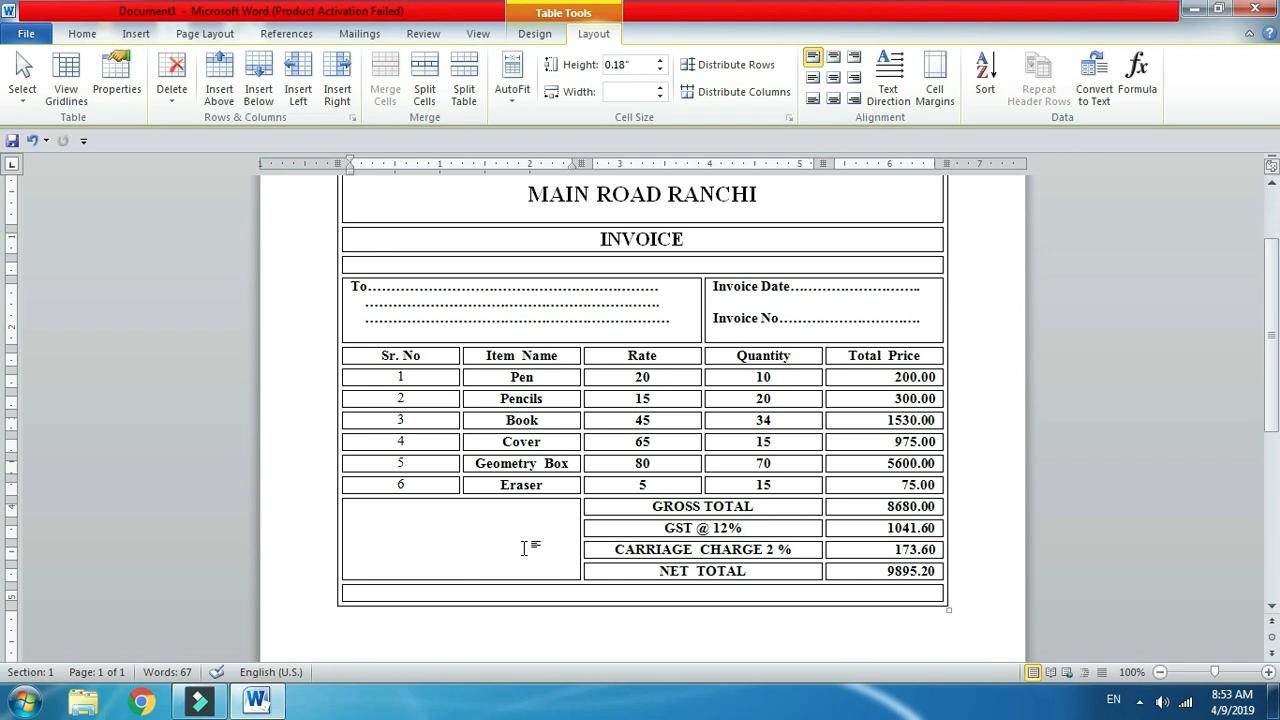 Document1 - Microsoft Word (Product Activation Failed)
Table Tools
File Home Insert Page Layout References Mailings Review View Design Layout
Select
View Gridlines
Properties
Table
Delete
Insert Above
Insert Below
Insert Left
Insert Right
Rows & Columns
Merge Cells
Split Cells
Split Table
Merge
AutoFit
Height: 0.18"
Width:
Distribute Rows
Distribute Columns
Cell Size
Text Direction
Cell Margins
Alignment
Sort
Repeat Header Rows
Convert to Text
Formula
Data
1 1 2 3 4 5 6 7
MAIN ROAD RANCHI
INVOICE
To……………………………………………………… Invoice Date……………………….
……………………………………………………….
………………………………………………………… Invoice No………………………….
Sr. No Item Name Rate Quantity Total Price
1 Pen 20 10 200.00
2 Pencils 15 20 300.00
3 Book 45 34 1530.00
4 Cover 65 15 975.00
5 Geometry Box 80 70 5600.00
6 Eraser 5 15 75.00
GROSS TOTAL 8680.00
GST @ 12% 1041.60
CARRIAGE CHARGE 2 % 173.60
NET TOTAL 9895.20
Section: 1 Page: 1 of 1 Words: 67 English (U.S.) 100%
EN 8:53 AM
4/9/2019